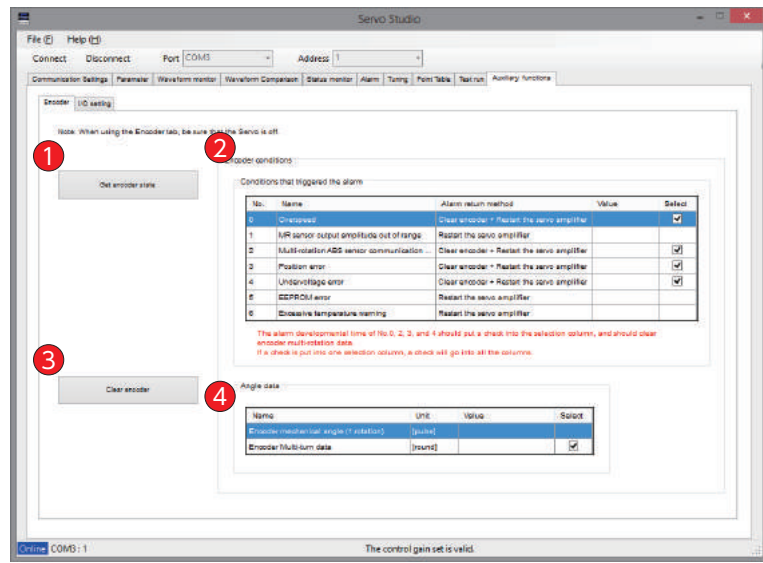 Servo Studio
File (F) Help (H)
Connect Disconnect Port COM3 Address 1
Communication Settings Parameter Waveform monitor Waveform Comparison Status monitor Alarm Tuning Point Table Test run Auxiliary functions
Encoder I/O setting
Note: When using the Encoder tab, be sure that the Servo is off.
1
2
Encoder conditions
Get encoder state
Conditions that triggered the alarm
No. Name Alarm return method Value Select
0 Overspeed Clear encoder + Restart the servo amplifier
1 MR sensor output amplitude out of range Restart the servo amplifier
2 Multi-rotation ABS sensor communication ... Clear encoder + Restart the servo amplifier
3 Position error Clear encoder + Restart the servo amplifier
4 Undervoltage error Clear encoder + Restart the servo amplifier
5 EEPROM error Restart the servo amplifier
6 Excessive temperature warning Restart the servo amplifier
The alarm developmental time of No.0, 2, 3, and 4 should put a check into the selection column, and should clear
encoder multi-rotation data.
If a check is put into one selection column, a check will go into all the columns.
3
Clear encoder
4
Angle data
Name Unit Value Select
Encoder mechanical angle (1 rotation) [pulse]
Encoder Multi-turn data [round]
Online COM3 : 1 The control gain set is valid.